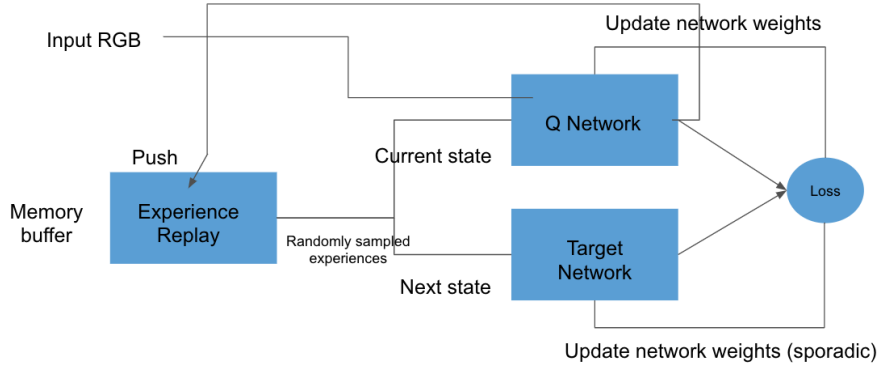 Update network weights
Input RGB
Q Network
Push
Current state
Memory
buffer
Experience
Replay
Loss
Randomly sampled
experiences
Target
Network
Next state
Update network weights (sporadic)